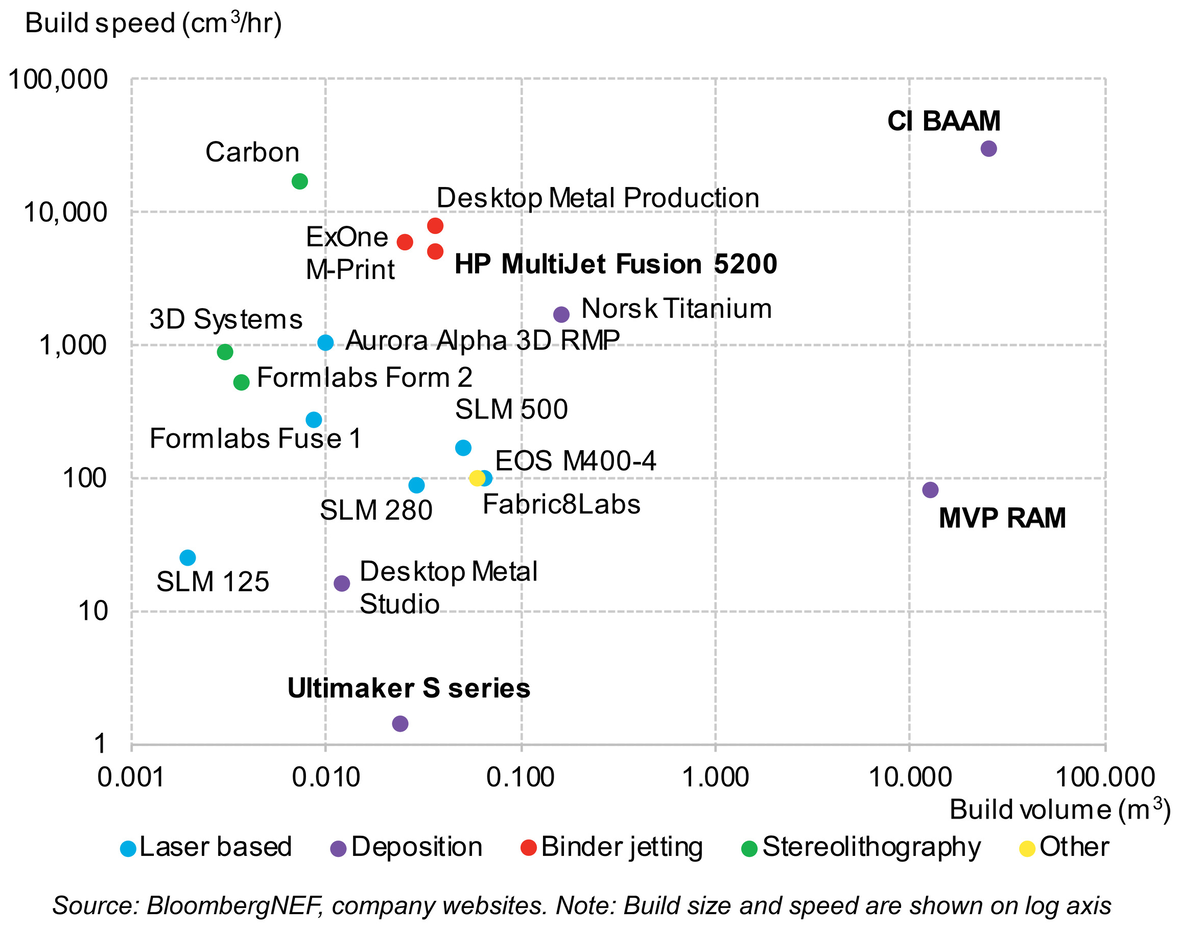 Build speed (cm³/hr)
100,000
CI BAAM
Carbon
Desktop Metal Production
10,000
ExOne
M-Print
HP MultiJet Fusion 5200
Norsk Titanium
3D Systems
1,000
Aurora Alpha 3D RMP
Formlabs Form 2
SLM 500
Formlabs Fuse 1
EOS M400-4
100
Fabric8Labs
SLM 280
MVP RAM
SLM 125
Desktop Metal
Studio
10
Ultimaker S series
1
0.001 0.010 0.100 1.000 10.000 100.000
Build volume (m³)
Laser based Deposition Binder jetting Stereolithography Other
Source: BloombergNEF, company websites. Note: Build size and speed are shown on log axis